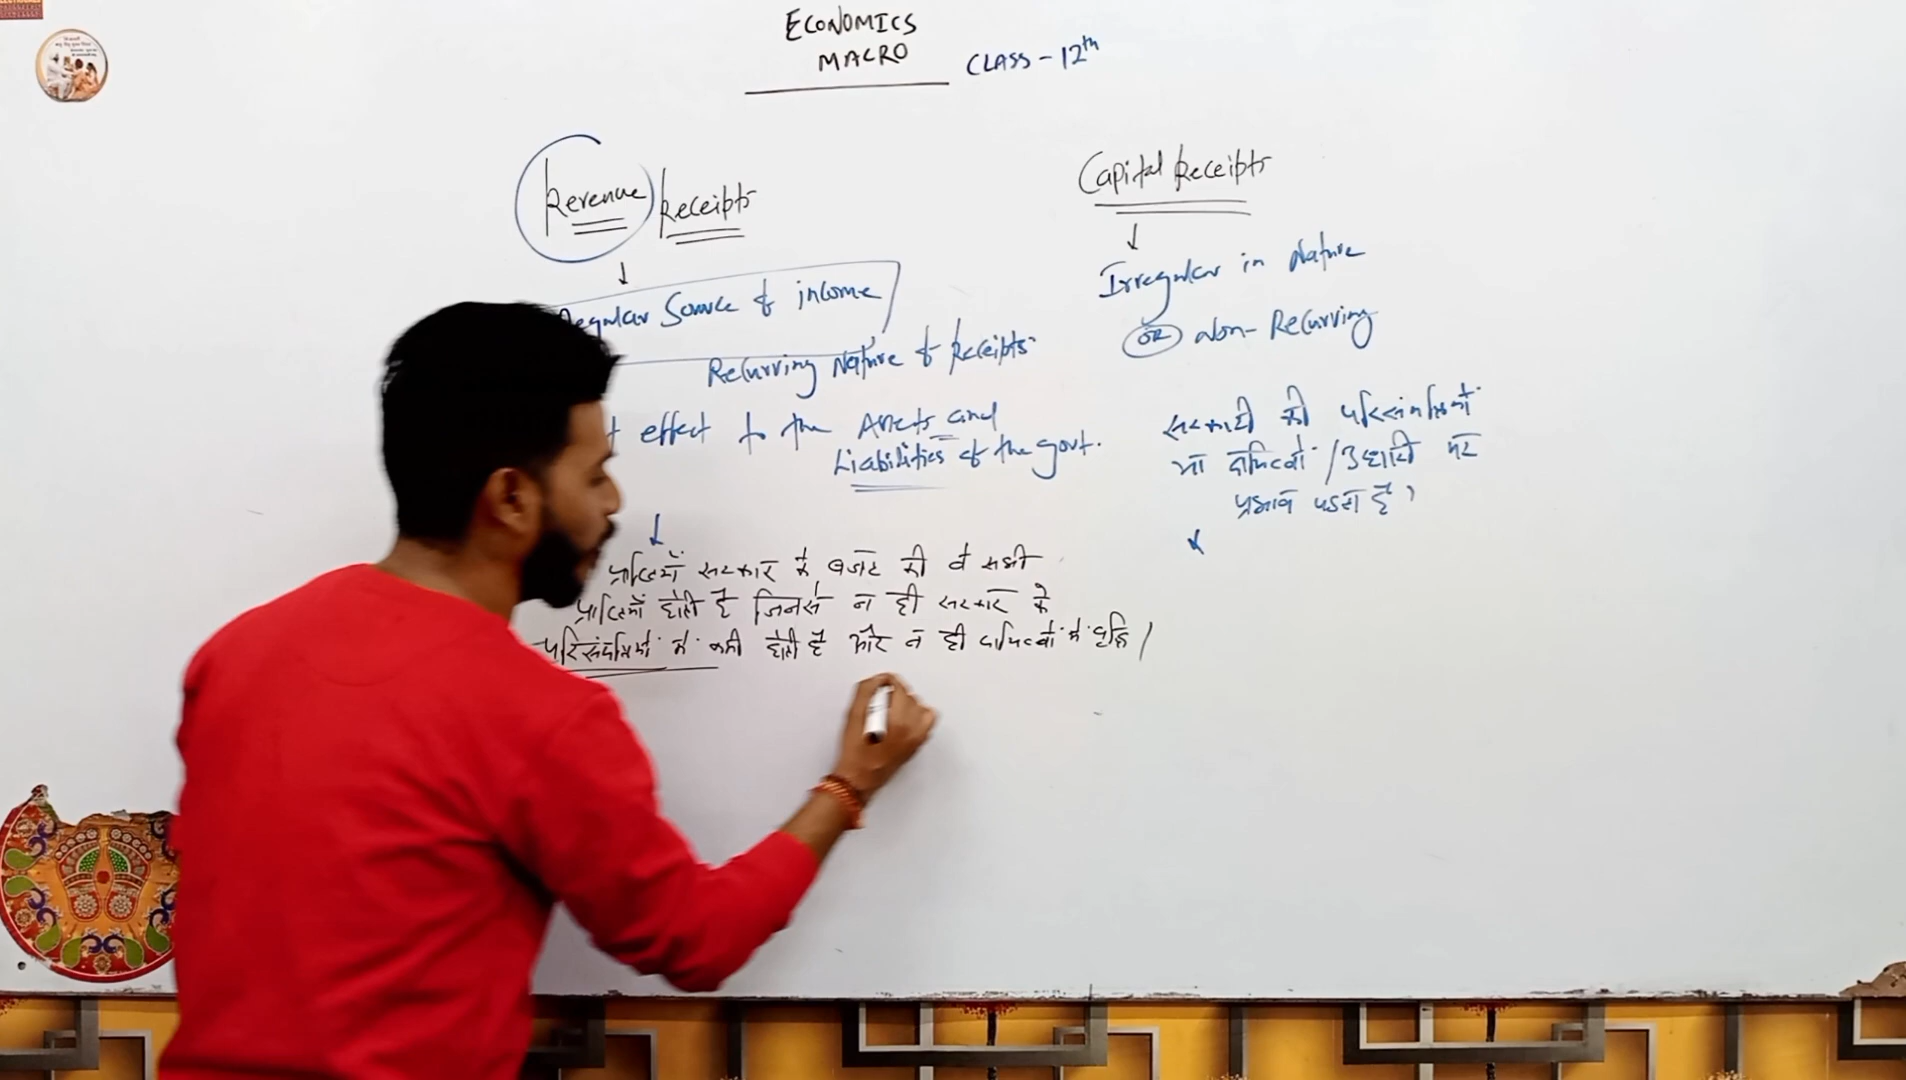 ECONOMICS
MACRO
CLASS - 12th
Revenue Receipts
Regular Source of income
Recurring Nature of Receipts
effect to the Assets and
Liabilities of the govt.
प्राप्तियाँ सरकार के बजट की वे सभी
प्राप्तियाँ होती है जिनसे न ही सरकार के
परिसंपत्तियों में कमी होती है और न ही दायित्वों में वृद्धि।
Capital Receipts
Irregular in Nature
OR Non-Recurring
की परिसंपत्तियों
या दायित्वों / उधारी पर
प्रभाव पड़ता है।